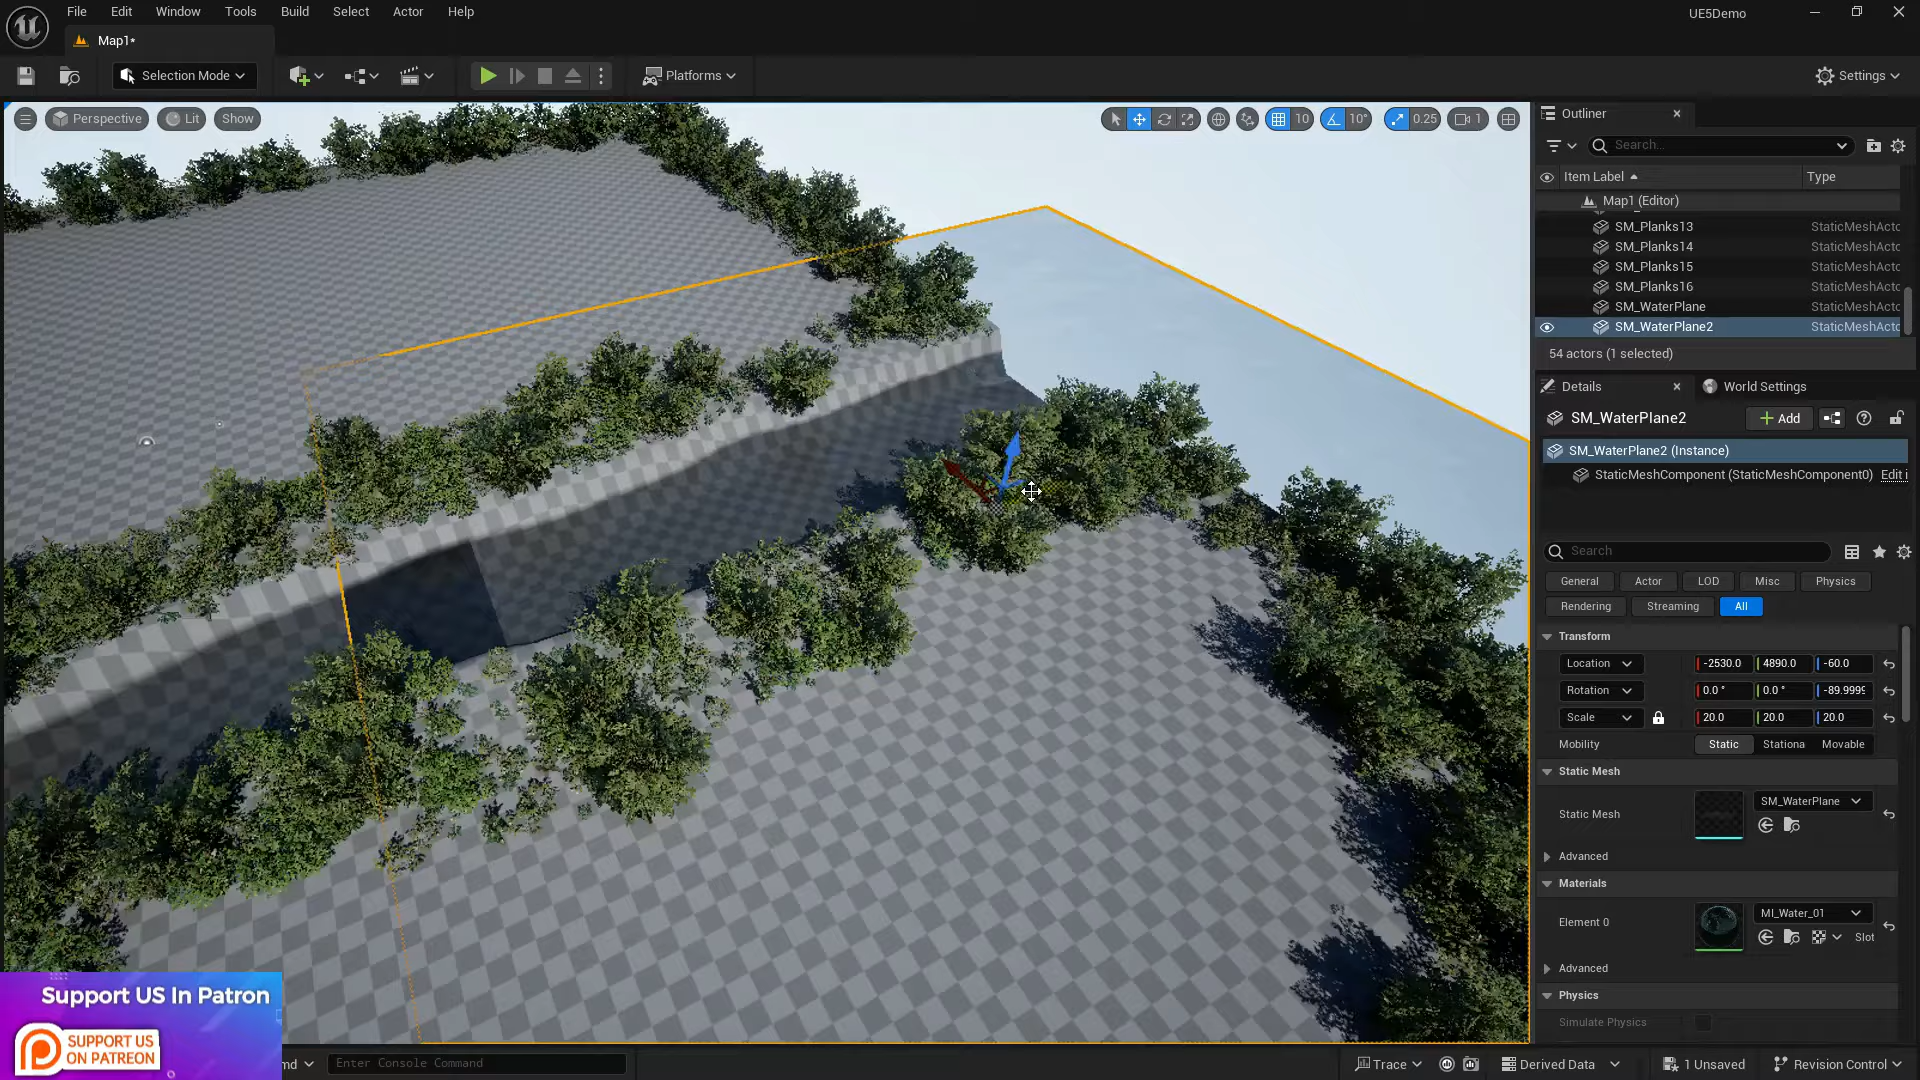 File Edit Window Tools Build Select Actor Help
UE5Demo
Map1*
Selection Mode
Platforms
Settings
Perspective Lit Show
10 10° 0.25 1
Outliner
Search...
Item Label Type
Map1 (Editor)
SM_Planks13 StaticMeshActo
SM_Planks14 StaticMeshActo
SM_Planks15 StaticMeshActo
SM_Planks16 StaticMeshActo
SM_WaterPlane StaticMeshActo
SM_WaterPlane2 StaticMeshActo
54 actors (1 selected)
Details World Settings
SM_WaterPlane2 Add
SM_WaterPlane2 (Instance)
StaticMeshComponent (StaticMeshComponent0) Edit i
Search
General Actor LOD Misc Physics
Rendering Streaming All
Transform
Location -2530.0 4890.0 -60.0
Rotation 0.0 ° 0.0 ° -89.9999
Scale 20.0 20.0 20.0
Mobility Static Stationa Movable
Static Mesh
Static Mesh SM_WaterPlane
Advanced
Materials
Element 0 MI_Water_01
Slot
Advanced
Physics
Simulate Physics
Support US In Patron
SUPPORT US
ON PATREON
md Enter Console Command
Trace Derived Data 1 Unsaved Revision Control